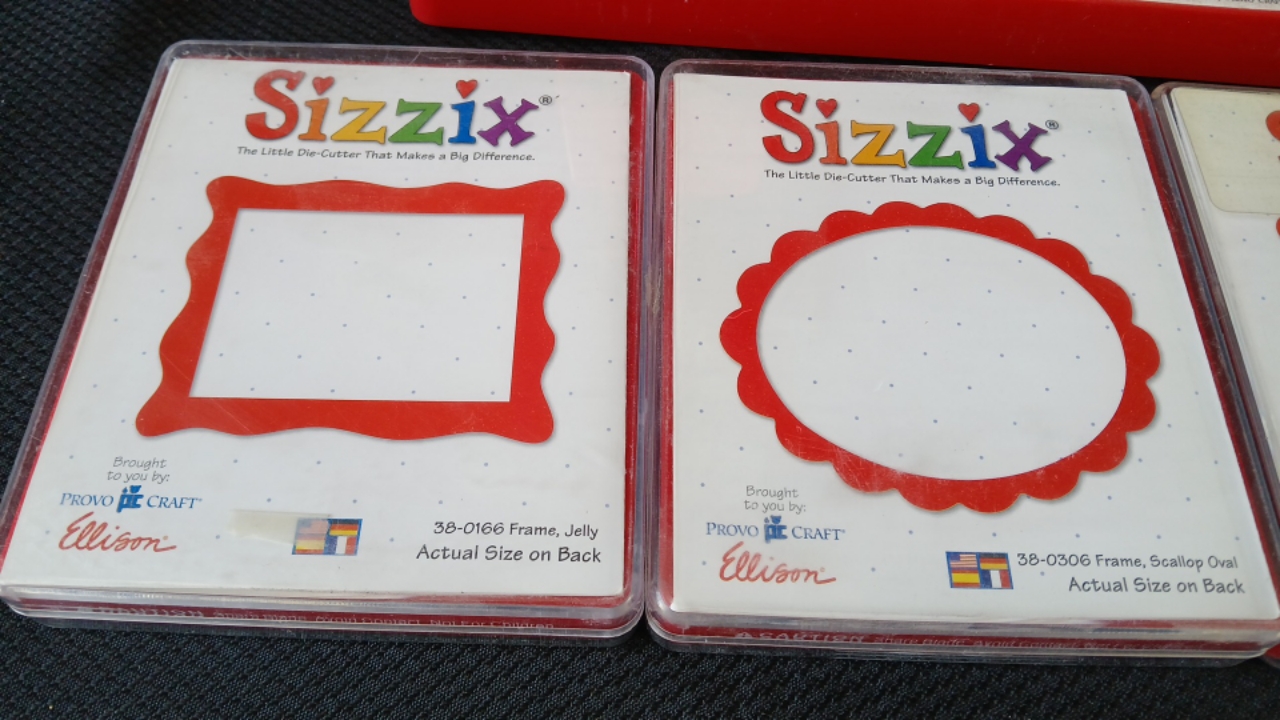 Sizzix®
The Little Die-Cutter That Makes a Big Difference.
Brought
to you by:
PROVO CRAFT®
Ellison®
38-0166 Frame, Jelly
Actual Size on Back
CAUTION
Sizzix®
The Little Die-Cutter That Makes a Big Difference.
Brought
to you by:
PROVO CRAFT®
Ellison®
38-0306 Frame, Scallop Oval
Actual Size on Back
CAUTION